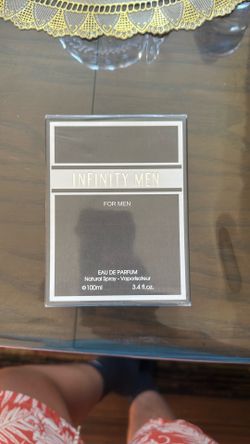 INFINITY MEN
FOR MEN
EAU DE PARFUM
Natural Spray - Vaporisateur
℮100ml 3.4 fl.oz.